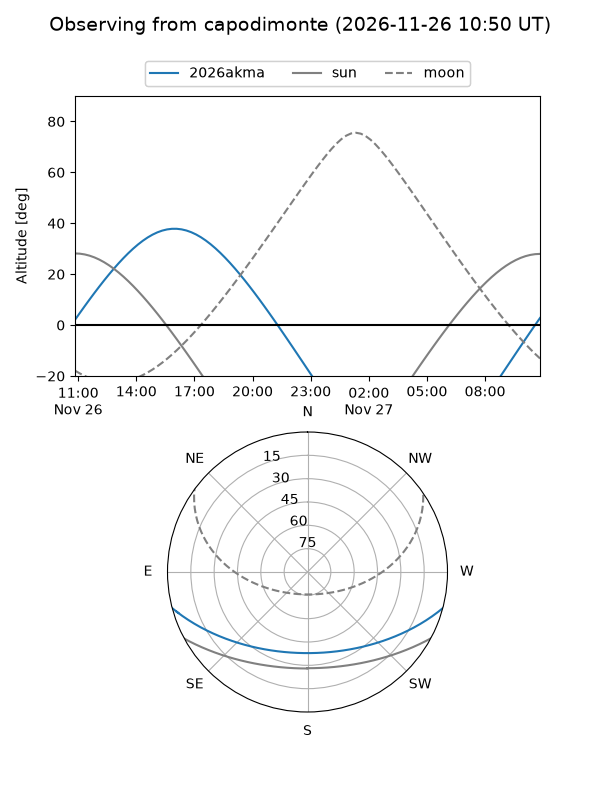 Observing from capodimonte (2026-11-26 10:50 UT)
2026akma sun moon
Altitude [deg]
80
60
40
20
0
−20
11:00 14:00 17:00 20:00 23:00 02:00 05:00 08:00
Nov 26 Nov 27
N
NE NW
15
30
45
60
75
E W
SE SW
S